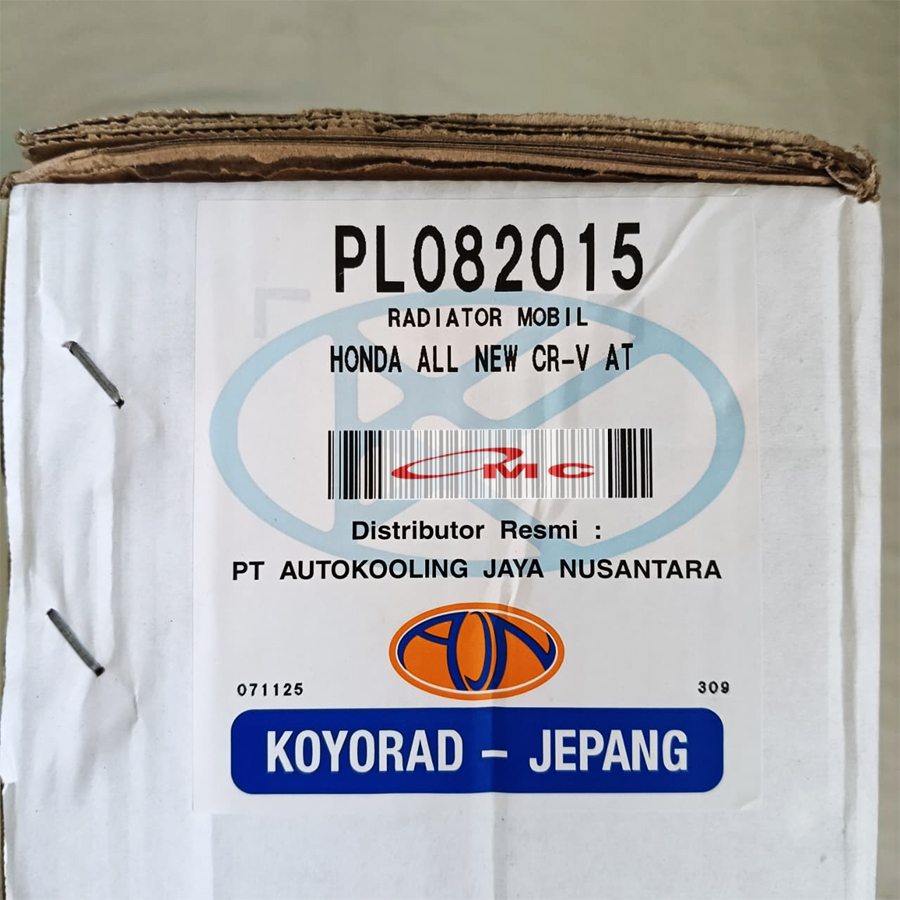 PL082015
RADIATOR MOBIL
HONDA ALL NEW CR-V AT
MC
Distributor Resmi :
PT AUTOKOOLING JAYA NUSANTARA
AJN
071125 309
KOYORAD - JEPANG